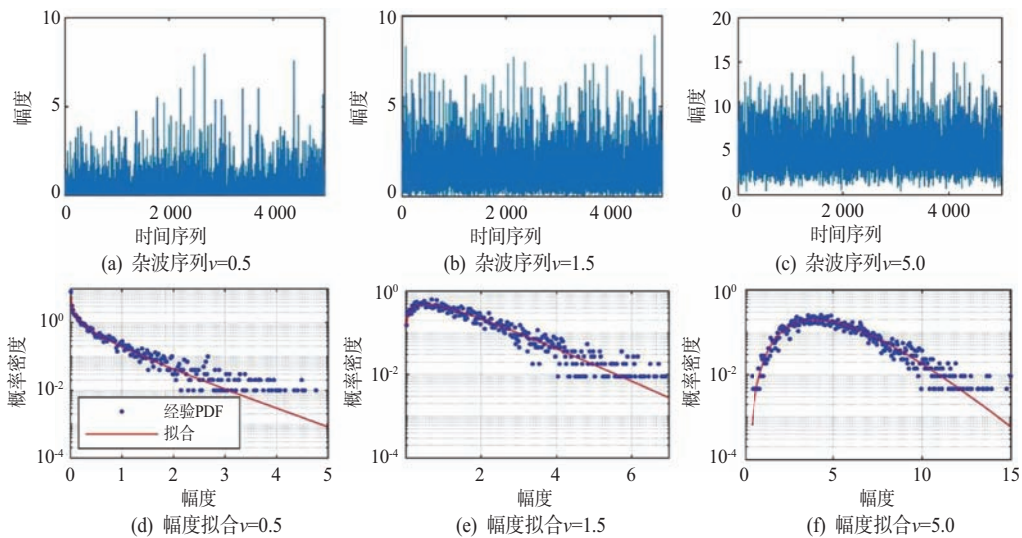 10
5
0
幅度
0
2 000
4 000
时间序列
(a) 杂波序列v=0.5
10
5
0
幅度
0
2 000
4 000
时间序列
(b) 杂波序列v=1.5
20
15
10
5
0
幅度
0
2 000
4 000
时间序列
(c) 杂波序列v=5.0
10^0
10^-2
10^-4
概率密度
经验PDF
拟合
0
1
2
3
4
5
幅度
(d) 幅度拟合v=0.5
10^0
10^-2
10^-4
概率密度
2
4
6
幅度
(e) 幅度拟合v=1.5
10^0
10^-2
10^-4
概率密度
0
5
10
15
幅度
(f) 幅度拟合v=5.0